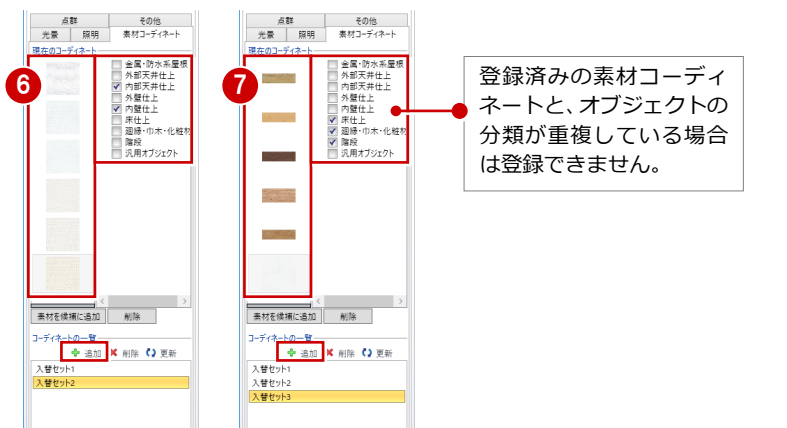 点群 その他
光景 照明 素材コーディネート
現在のコーディネート
6
金属・防水系屋根
外部天井仕上
内部天井仕上
外壁仕上
内壁仕上
床仕上
廻縁・巾木・化粧材
階段
汎用オブジェクト
素材を候補に追加 削除
コーディネートの一覧
追加 削除 更新
入替セット1
入替セット2
点群 その他
光景 照明 素材コーディネート
現在のコーディネート
7
金属・防水系屋根
外部天井仕上
内部天井仕上
外壁仕上
内壁仕上
床仕上
廻縁・巾木・化粧材
階段
汎用オブジェクト
素材を候補に追加 削除
コーディネートの一覧
追加 削除 更新
入替セット1
入替セット2
入替セット3
登録済みの素材コーディ
ネートと、オブジェクトの
分類が重複している場合
は登録できません。